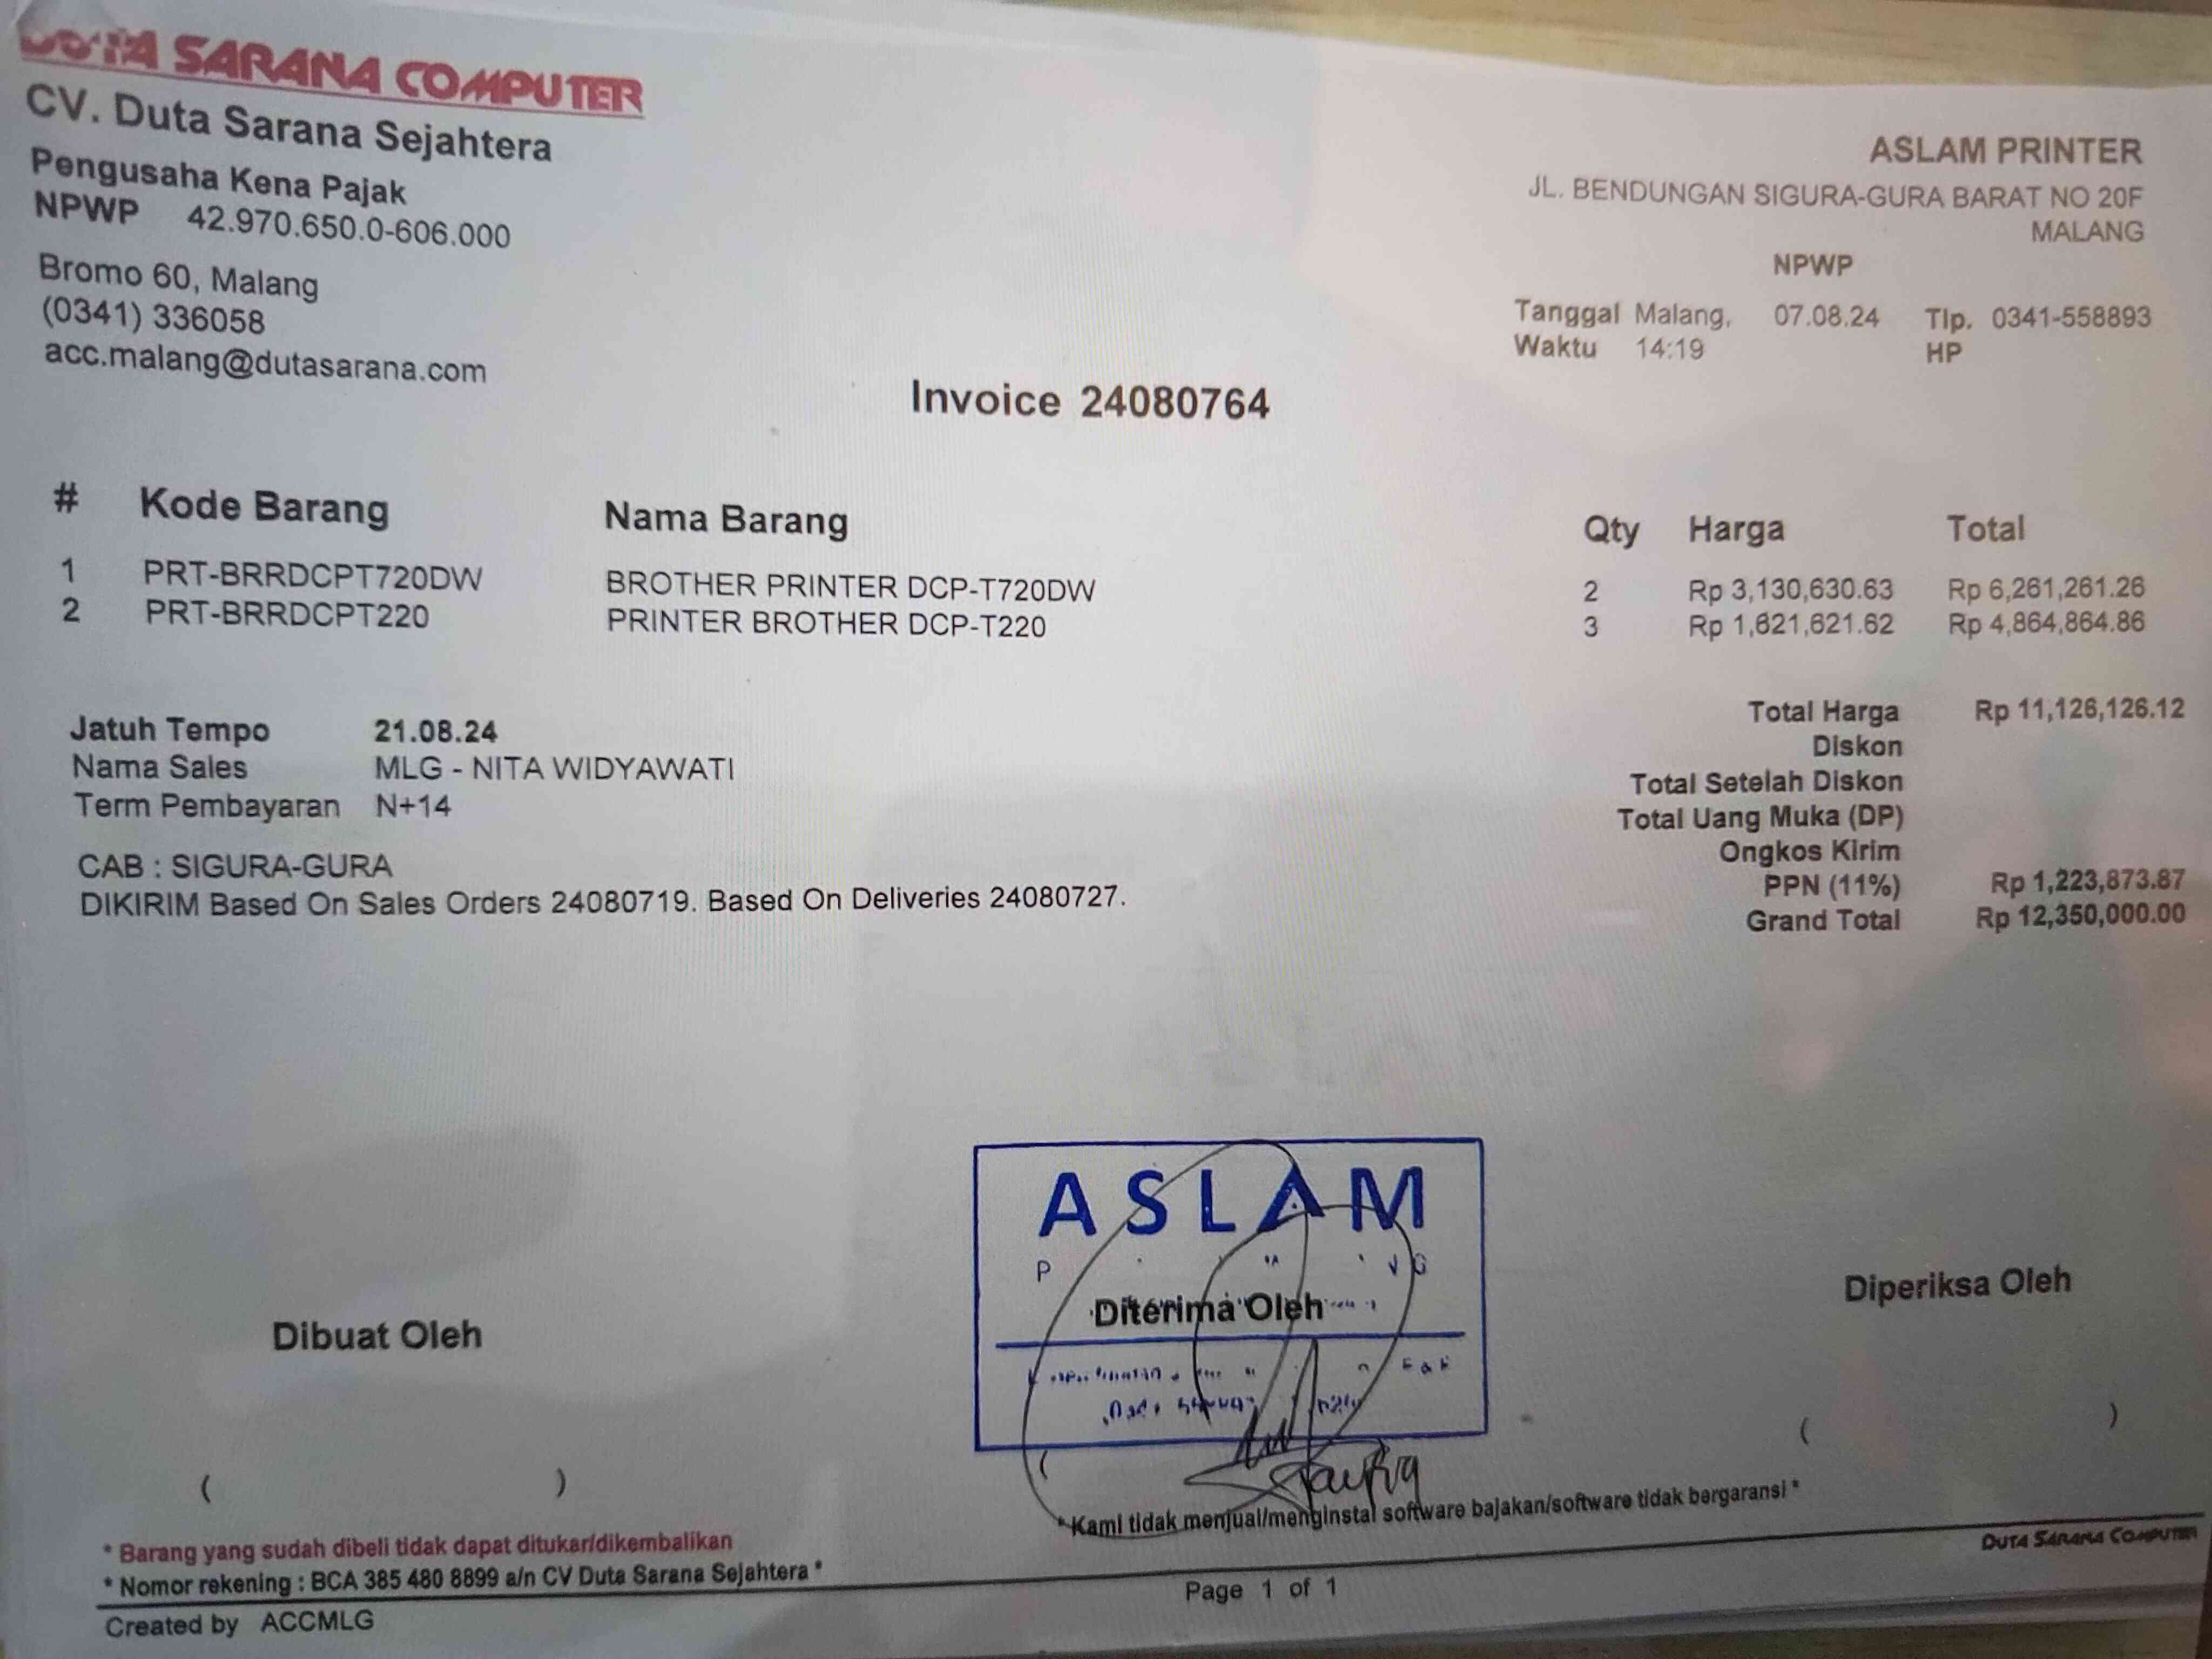 DUTA SARANA COMPUTER
CV. Duta Sarana Sejahtera
Pengusaha Kena Pajak
NPWP 42.970.650.0-606.000
Bromo 60, Malang
(0341) 336058
acc.malang@dutasarana.com
ASLAM PRINTER
JL. BENDUNGAN SIGURA-GURA BARAT NO 20F
MALANG
NPWP
Tanggal Malang, 07.08.24 Tlp. 0341-558893
Waktu 14:19 HP
Invoice 24080764
# Kode Barang Nama Barang Qty Harga Total
1 PRT-BRRDCPT720DW BROTHER PRINTER DCP-T720DW 2 Rp 3,130,630.63 Rp 6,261,261.26
2 PRT-BRRDCPT220 PRINTER BROTHER DCP-T220 3 Rp 1,621,621.62 Rp 4,864,864.86
Jatuh Tempo 21.08.24
Nama Sales MLG - NITA WIDYAWATI
Term Pembayaran N+14
CAB : SIGURA-GURA
DIKIRIM Based On Sales Orders 24080719. Based On Deliveries 24080727.
Total Harga Rp 11,126,126.12
Diskon
Total Setelah Diskon
Total Uang Muka (DP)
Ongkos Kirim
PPN (11%) Rp 1,223,873.87
Grand Total Rp 12,350,000.00
ASLAM
Dibuat Oleh
Diterima Oleh
Diperiksa Oleh
( )
(
( )
Taufiq
* Barang yang sudah dibeli tidak dapat ditukar/dikembalikan
* Nomor rekening : BCA 385 480 8899 a/n CV Duta Sarana Sejahtera *
* Kami tidak menjual/menginstal software bajakan/software tidak bergaransi *
DUTA SARANA COMPUTER
Created by ACCMLG
Page 1 of 1